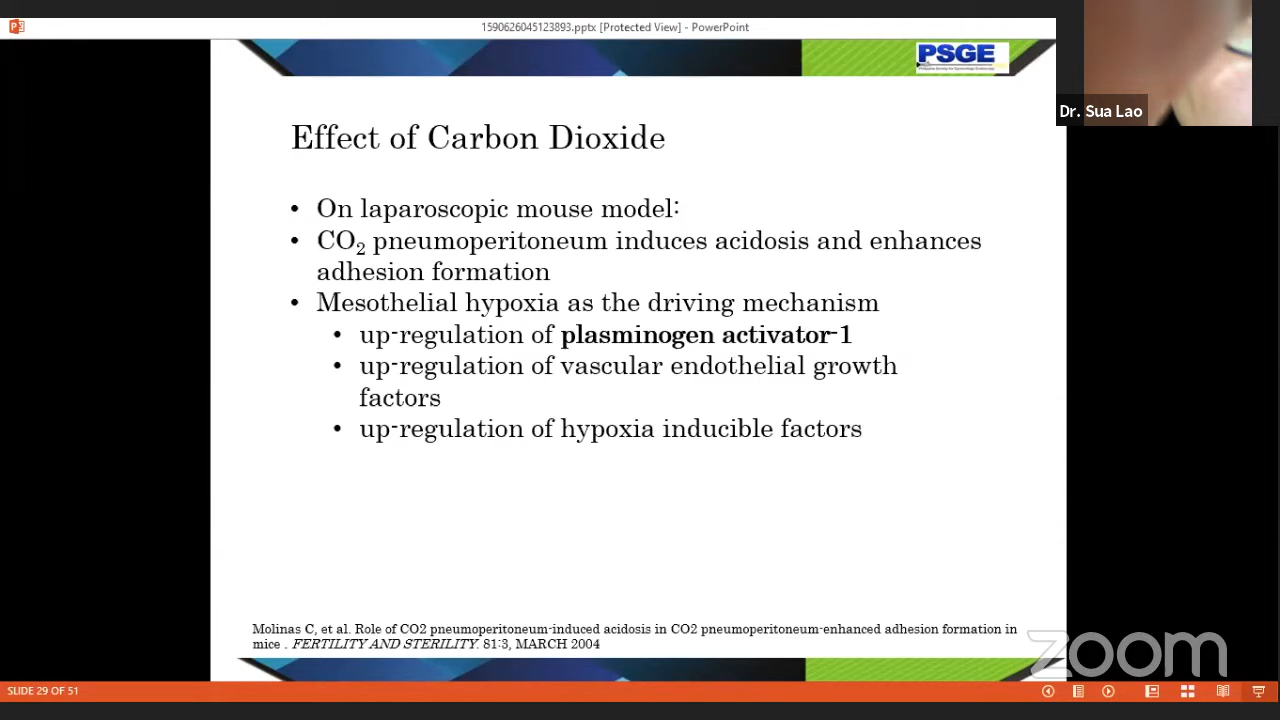 1590626045123893.pptx [Protected View] - PowerPoint
PSGE
Dr. Sua Lao
Effect of Carbon Dioxide
• On laparoscopic mouse model:
• CO₂ pneumoperitoneum induces acidosis and enhances
adhesion formation
• Mesothelial hypoxia as the driving mechanism
• up-regulation of plasminogen activator-1
• up-regulation of vascular endothelial growth
factors
• up-regulation of hypoxia inducible factors
Molinas C, et al. Role of CO2 pneumoperitoneum-induced acidosis in CO2 pneumoperitoneum-enhanced adhesion formation in
mice . FERTILITY AND STERILITY. 81:3, MARCH 2004
zoom
SLIDE 29 OF 51